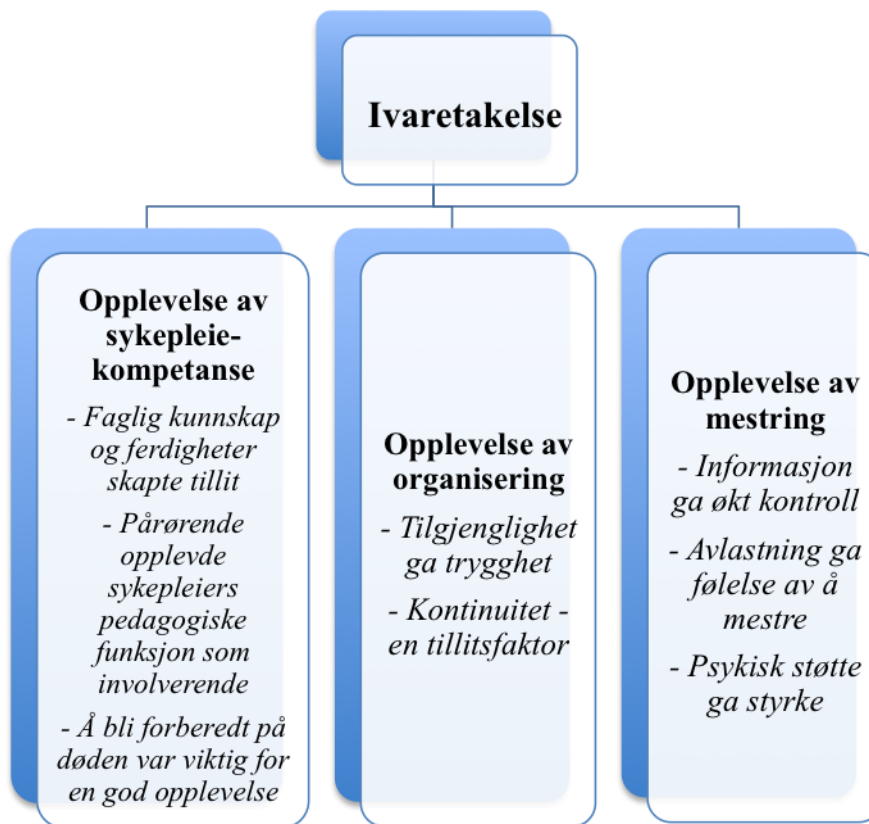 Ivaretakelse
Opplevelse av
sykepleie-
kompetanse
- Faglig kunnskap
og ferdigheter
skapte tillit
- Pårørende
opplevde
sykepleiers
pedagogiske
funksjon som
involverende
- Å bli forberedt på
døden var viktig for
en god opplevelse
Opplevelse av
organisering
- Tilgjenglighet
ga trygghet
- Kontinuitet -
en tillitsfaktor
Opplevelse av
mestring
- Informasjon
ga økt kontroll
- Avlastning ga
følelse av å
mestre
- Psykisk støtte
ga styrke